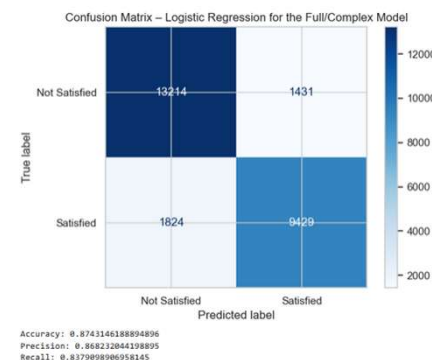 Confusion Matrix – Logistic Regression for the Full/Complex Model
Not Satisfied
13214
1431
12000
10000
8000
6000
4000
2000
True label
Satisfied
1824
9429
Not Satisfied
Satisfied
Predicted label
Accuracy: 0.8743146188894896
Precision: 0.868232044198895
Recall: 0.8379098906958145